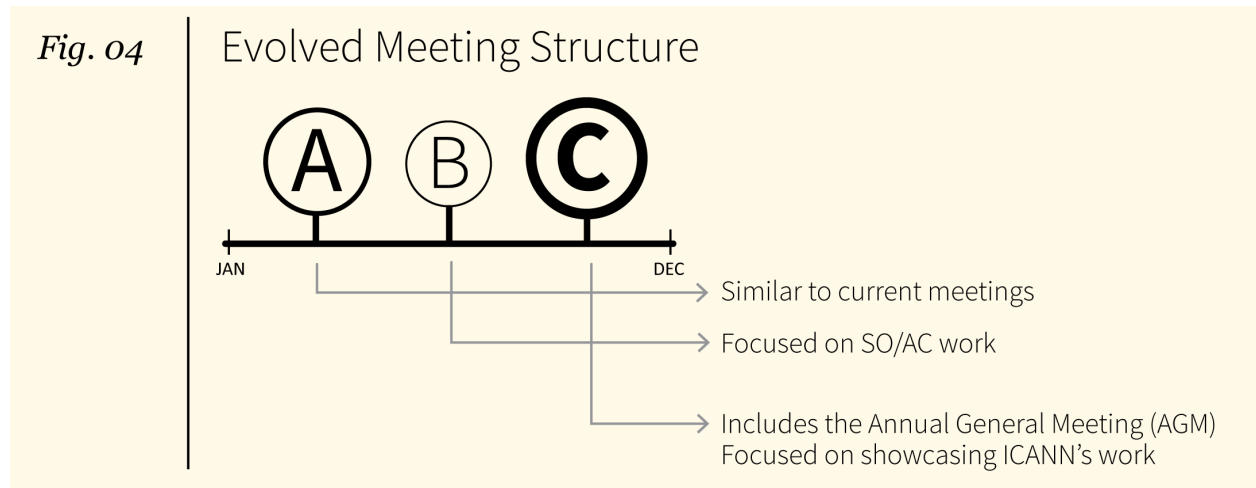 Fig. 04
Evolved Meeting Structure
A B C
JAN DEC
Similar to current meetings
Focused on SO/AC work
Includes the Annual General Meeting (AGM)
Focused on showcasing ICANN’s work